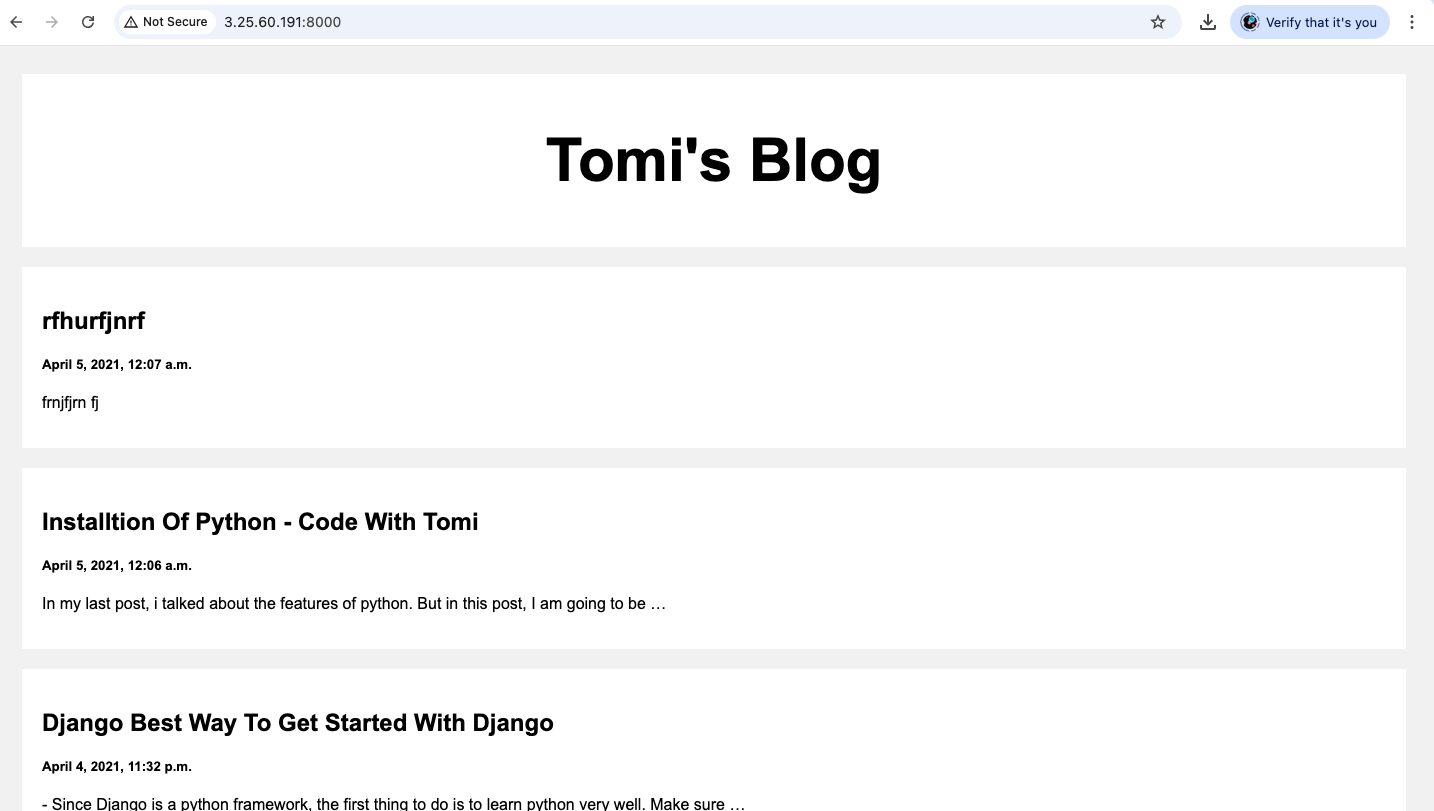 Not Secure 3.25.60.191:8000 Verify that it's you
Tomi's Blog
rfhurfjnrf
April 5, 2021, 12:07 a.m.
frnjfjrn fj
Installtion Of Python - Code With Tomi
April 5, 2021, 12:06 a.m.
In my last post, i talked about the features of python. But in this post, I am going to be …
Django Best Way To Get Started With Django
April 4, 2021, 11:32 p.m.
- Since Django is a python framework, the first thing to do is to learn python very well. Make sure …